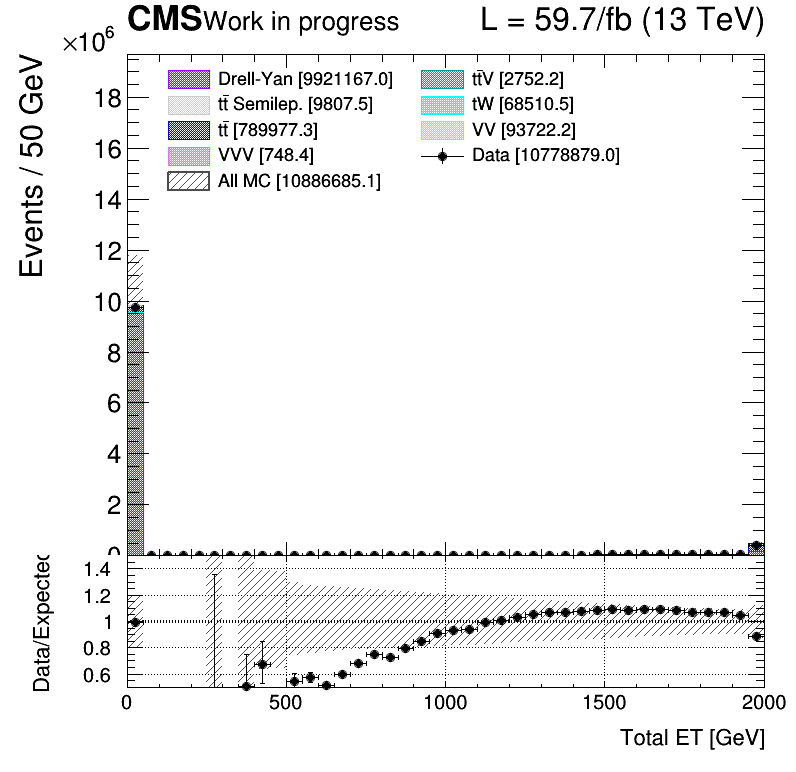 CMS Work in progress L = 59.7/fb (13 TeV)
×10⁶
Events / 50 GeV
Drell-Yan [9921167.0]
tt̄ Semilep. [9807.5]
tt̄ [789977.3]
VVV [748.4]
All MC [10886685.1]
tt̄V [2752.2]
tW [68510.5]
VV [93722.2]
Data [10778879.0]
18
16
14
12
10
8
6
4
2
0
Data/Expected
1.4
1.2
1
0.8
0.6
0 500 1000 1500 2000
Total ET [GeV]